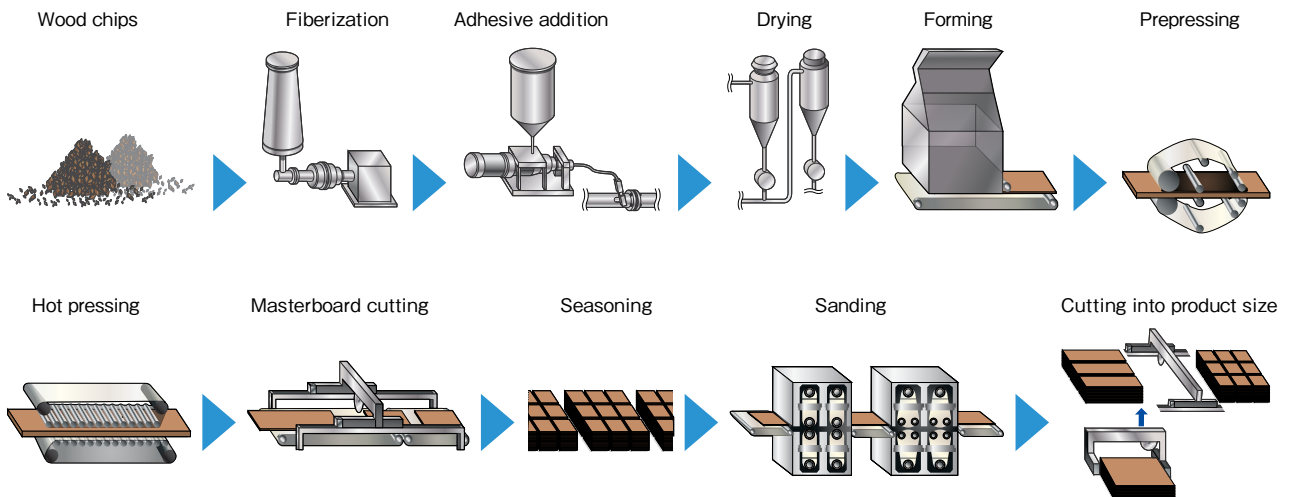 Wood chips
Fiberization
Adhesive addition
Drying
Forming
Prepressing
Hot pressing
Masterboard cutting
Seasoning
Sanding
Cutting into product size